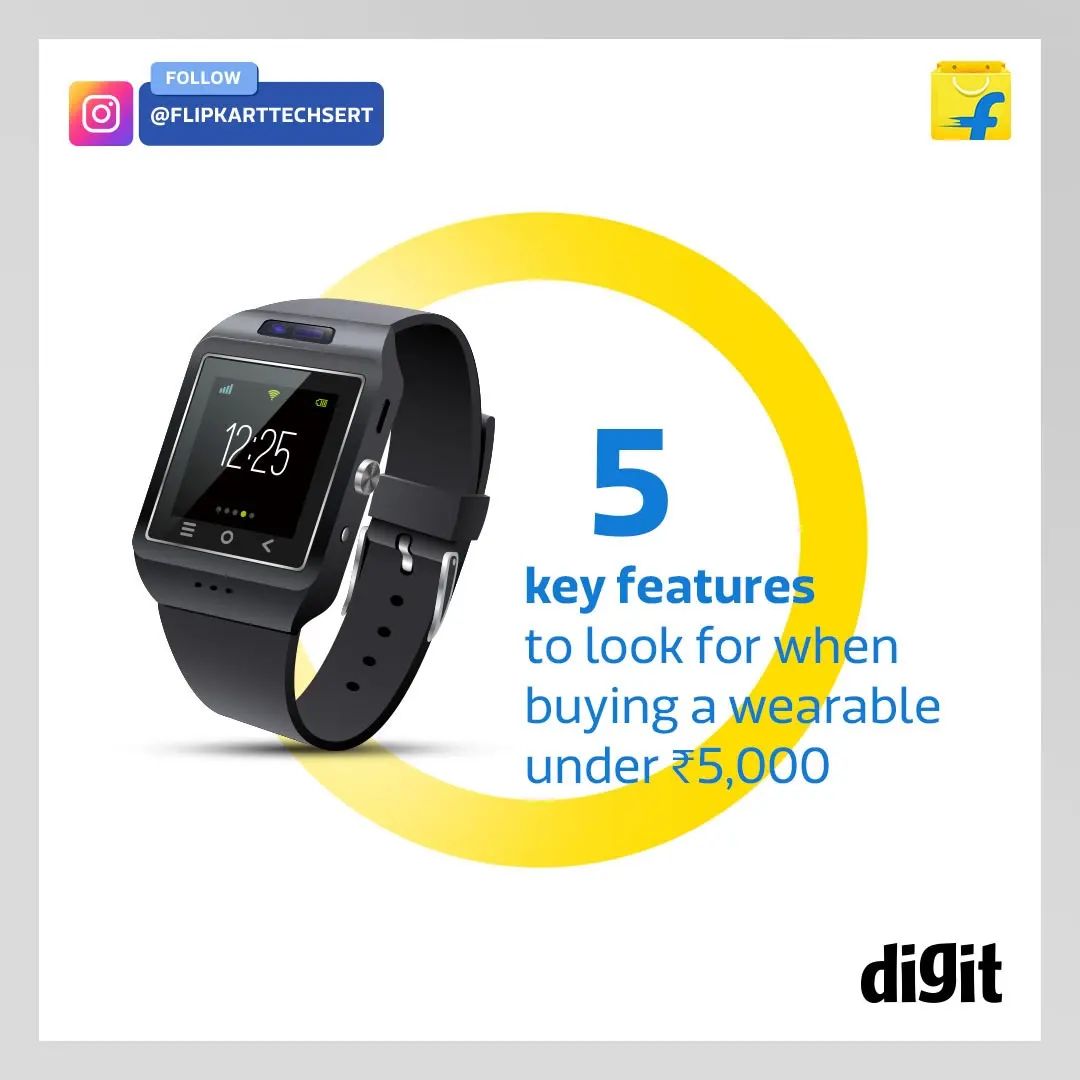 FOLLOW
@FLIPKARTTECHSERT
f
12:25
5
key features
to look for when
buying a wearable
under ₹5,000
digit